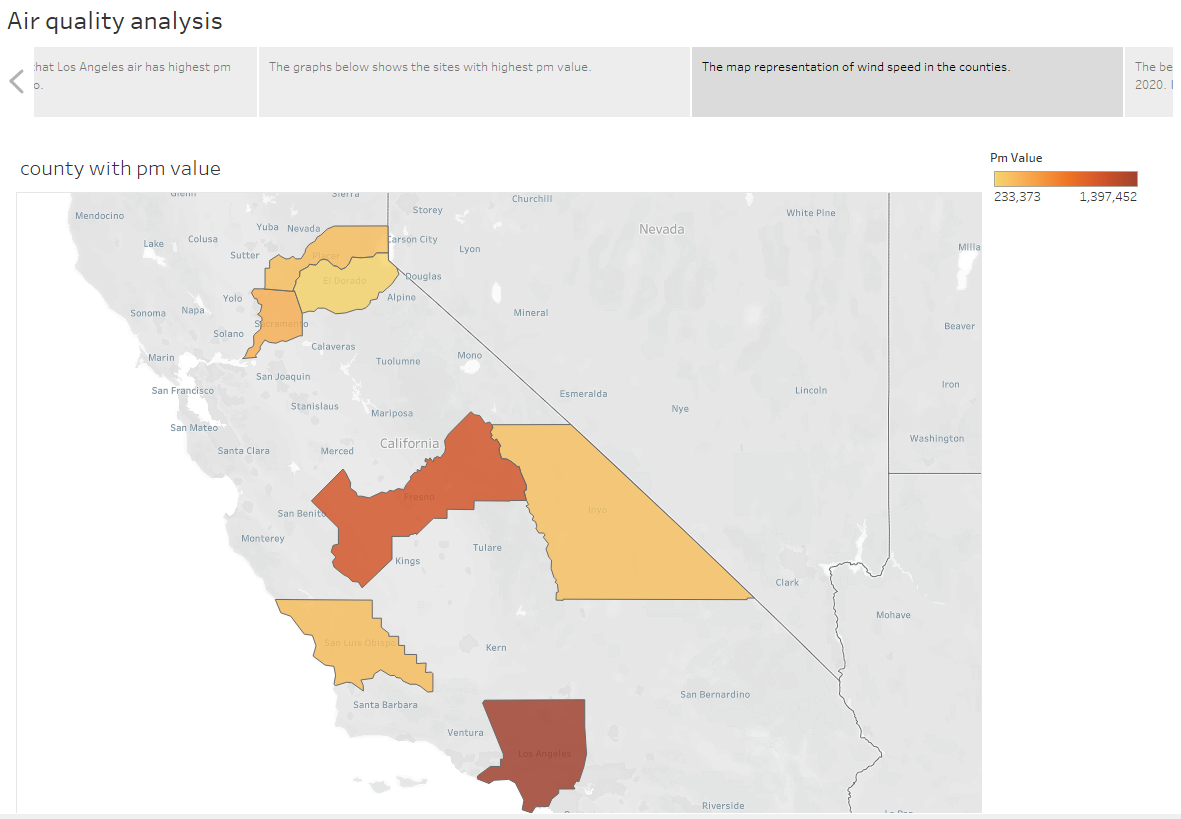 Air quality analysis
that Los Angeles air has highest pm
o.
The graphs below shows the sites with highest pm value.
The map representation of wind speed in the counties.
The be
2020. I
county with pm value
Pm Value
233,373 1,397,452
Glenn
Sierra
Churchill
Mendocino
Storey
White Pine
Yuba
Nevada
Nevada
Lake
Colusa
Carson City
Lyon
Milla
Sutter
Placer
Douglas
El Dorado
Yolo
Alpine
Sonoma
Napa
Mineral
Sacramento
Beaver
Solano
Calaveras
Marin
Tuolumne
Mono
San Joaquin
San Francisco
Esmeralda
Lincoln
Iron
Stanislaus
Mariposa
Nye
San Mateo
Washington
California
Santa Clara
Merced
Fresno
Inyo
San Benito
Monterey
Tulare
Kings
Clark
Mohave
San Luis Obispo
Kern
San Bernardino
Santa Barbara
Ventura
Los Angeles
Riverside
La Paz